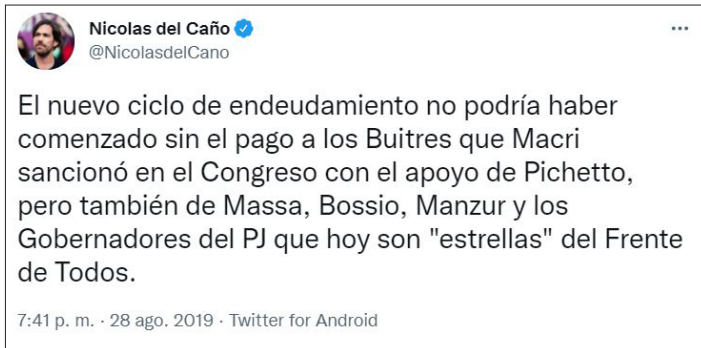 Nicolas del Caño
@NicolasdelCano
El nuevo ciclo de endeudamiento no podría haber
comenzado sin el pago a los Buitres que Macri
sancionó en el Congreso con el apoyo de Pichetto,
pero también de Massa, Bossio, Manzur y los
Gobernadores del PJ que hoy son "estrellas" del Frente
de Todos.
7:41 p. m. · 28 ago. 2019 · Twitter for Android